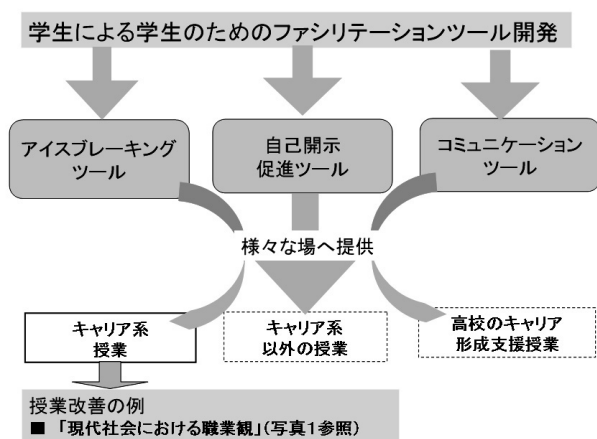 学生による学生のためのファシリテーションツール開発
アイスブレーキング
ツール
自己開示
促進ツール
コミュニケーション
ツール
様々な場へ提供
キャリア系
授業
キャリア系
以外の授業
高校のキャリア
形成支援授業
授業改善の例
■ 「現代社会における職業観」(写真1参照)